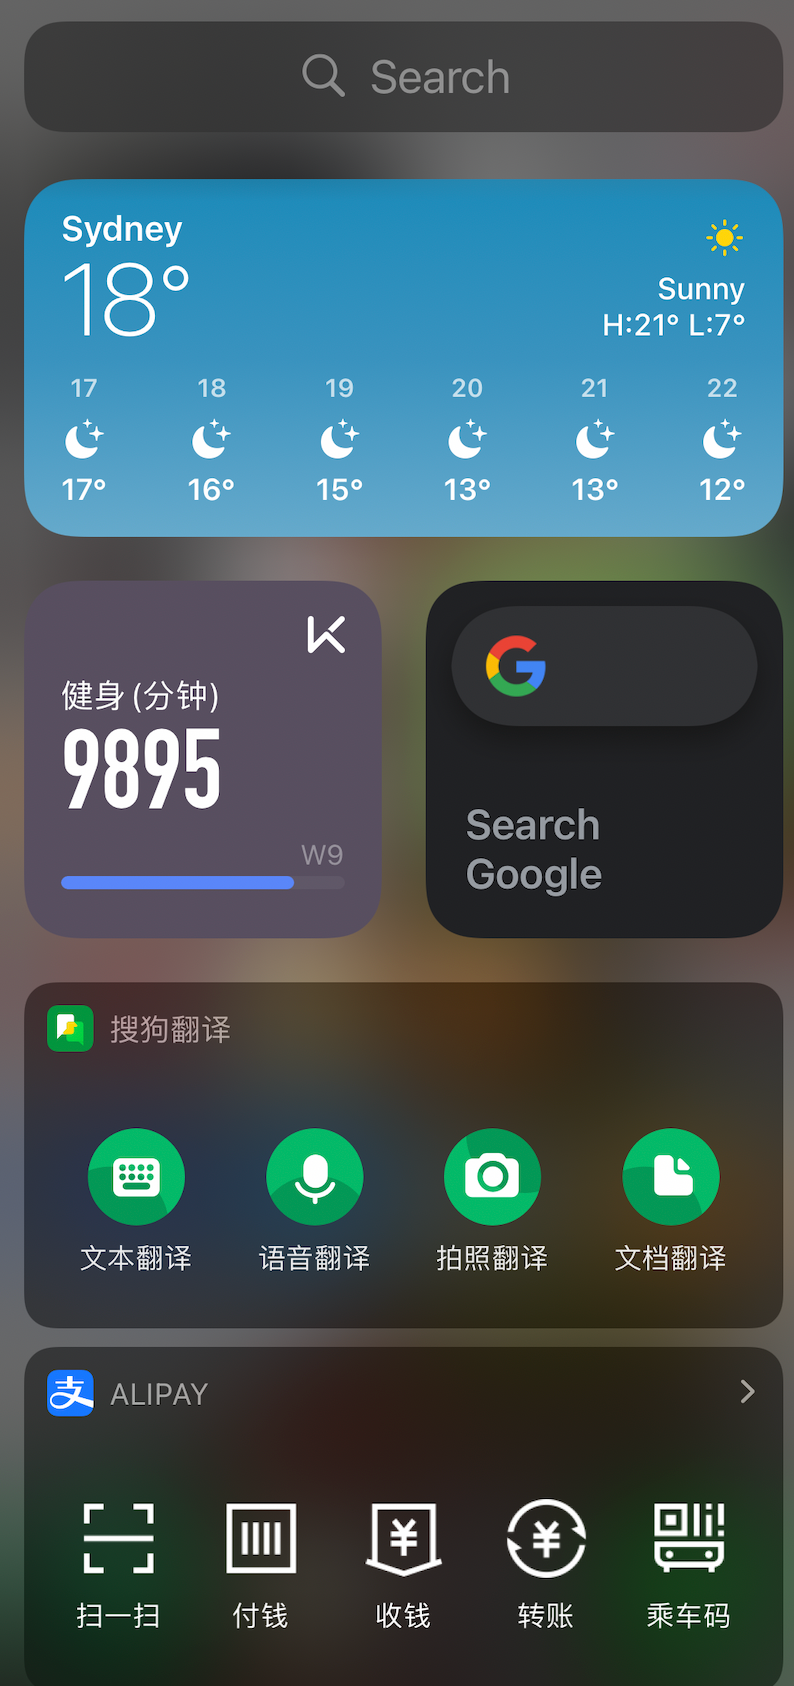 Search
Sydney
18°
Sunny
H:21° L:7°
17 18 19 20 21 22
17° 16° 15° 13° 13° 12°
健身(分钟)
9895
W9
Search
Google
搜狗翻译
文本翻译 语音翻译 拍照翻译 文档翻译
支 ALIPAY
扫一扫 付钱 收钱 转账 乘车码